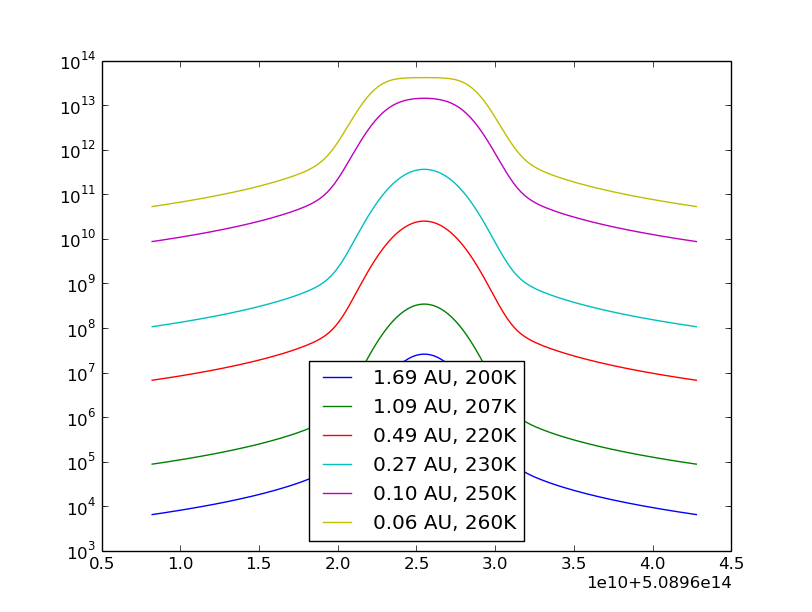 10^14
10^13
10^12
10^11
10^10
10^9
10^8
10^7
10^6
10^5
10^4
10^3
1.69 AU, 200K
1.09 AU, 207K
0.49 AU, 220K
0.27 AU, 230K
0.10 AU, 250K
0.06 AU, 260K
0.5 1.0 1.5 2.0 2.5 3.0 3.5 4.0 4.5
1e10+5.0896e14